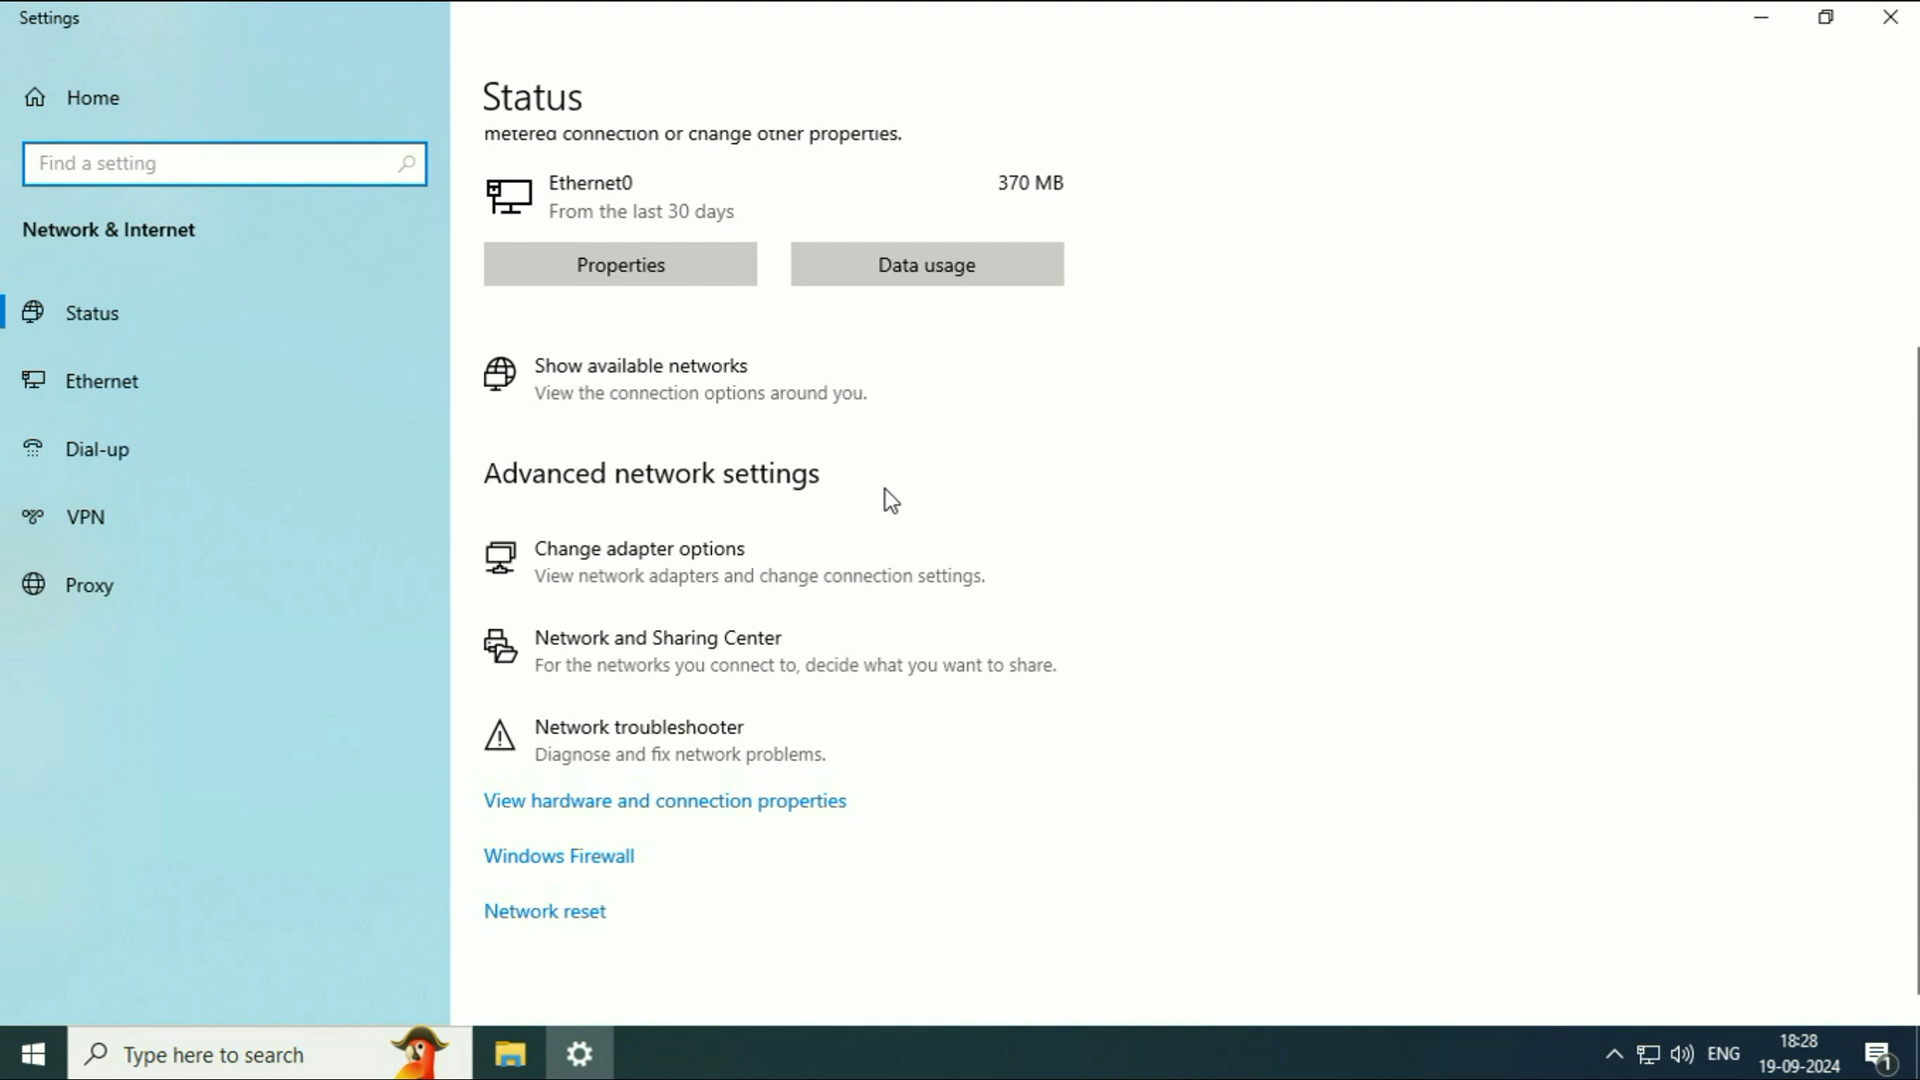 Settings
Home
Find a setting
Network & Internet
Status
Ethernet
Dial-up
VPN
Proxy
Status
metered connection or change other properties.
Ethernet0
370 MB
From the last 30 days
Properties
Data usage
Show available networks
View the connection options around you.
Advanced network settings
Change adapter options
View network adapters and change connection settings.
Network and Sharing Center
For the networks you connect to, decide what you want to share.
Network troubleshooter
Diagnose and fix network problems.
View hardware and connection properties
Windows Firewall
Network reset
Type here to search
ENG
18:28
19-09-2024
1